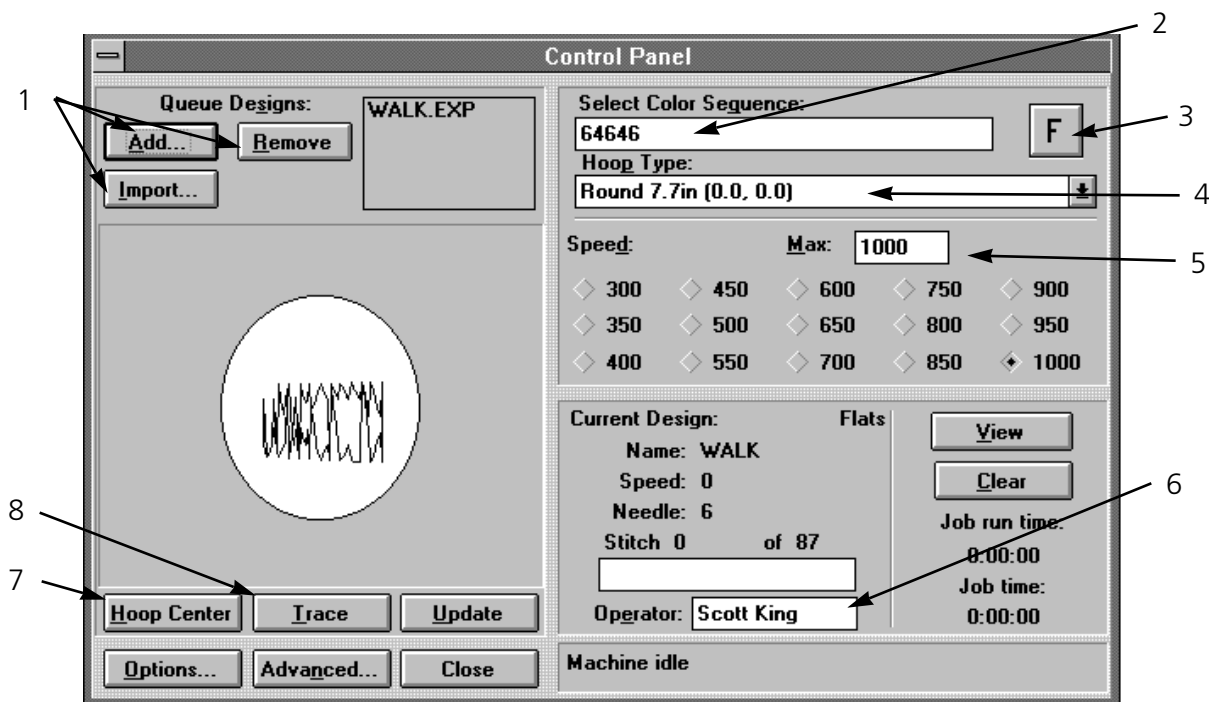 2
Control Panel
1
Queue Designs:
WALK.EXP
Add...
Remove
Import...
Select Color Sequence:
64646
F
3
Hoop Type:
Round 7.7in (0.0, 0.0)
4
Speed:
Max: 1000
5
300 450 600 750 900
350 500 650 800 950
400 550 700 850 1000
Current Design: Flats
Name: WALK
Speed: 0
Needle: 6
Stitch 0 of 87
Operator: Scott King
View
Clear
6
Job run time:
0:00:00
Job time:
0:00:00
8
7
Hoop Center Trace Update
Options... Advanced... Close
Machine idle